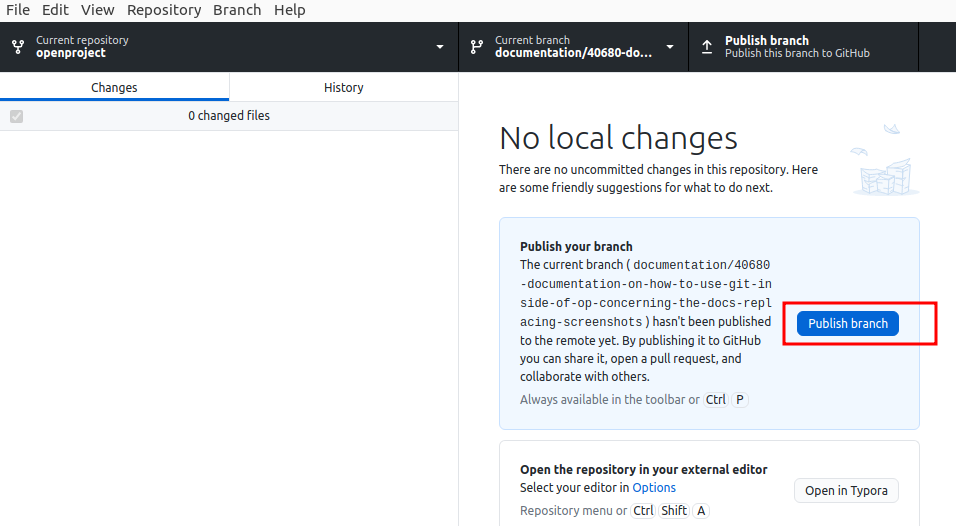 File Edit View Repository Branch Help
Current repository
openproject
Current branch
documentation/40680-do...
Publish branch
Publish this branch to GitHub
Changes
History
0 changed files
No local changes
There are no uncommitted changes in this repository. Here
are some friendly suggestions for what to do next.
Publish your branch
The current branch ( documentation/40680
-documentation-on-how-to-use-git-in
side-of-op-concerning-the-docs-repl
acing-screenshots ) hasn't been published
to the remote yet. By publishing it to GitHub
you can share it, open a pull request, and
collaborate with others.
Always available in the toolbar or Ctrl P
Publish branch
Open the repository in your external editor
Select your editor in Options
Repository menu or Ctrl Shift A
Open in Typora